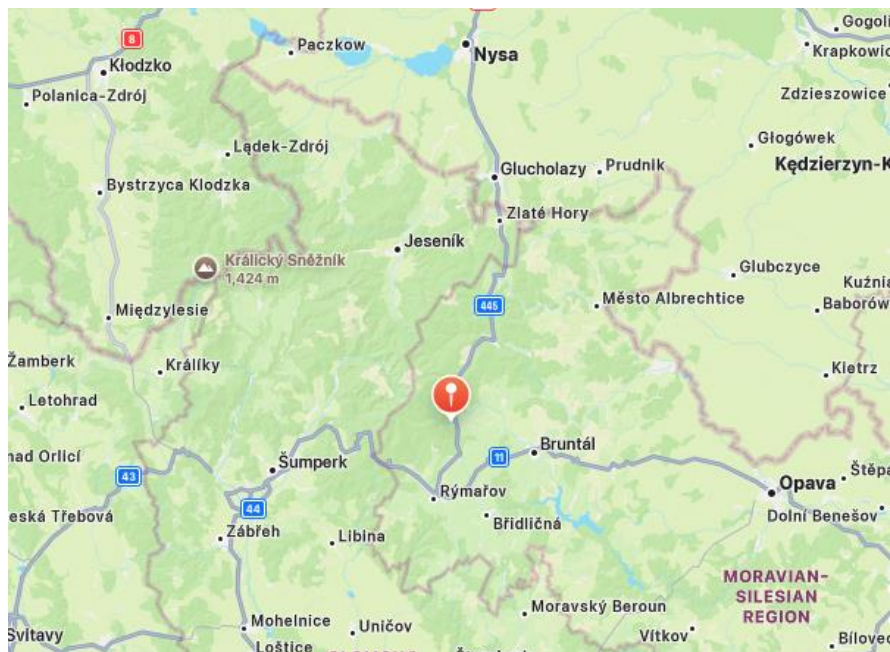 Gogoli
8
Paczkow
Kłodzko
Nysa
Krapkowic
Polanica-Zdrój
Zdzieszowice
Lądek-Zdrój
Głogówek
Glucholazy
Prudnik
Kędzierzyn-K
Bystrzyca Klodzka
Zlaté Hory
Jeseník
Králický Sněžník
1,424 m
Glubczyce
Kuźnia
Město Albrechtice
445
Baborów
Międzylesie
Žamberk
Králíky
Kietrz
Letohrad
Bruntál
nad Orlicí
11
Šumperk
43
Opava
Štěpá
Rýmařov
44
eská Třebová
Dolní Benešov
Břidličná
Zábřeh
Libina
MORAVIAN-
SILESIAN
REGION
Moravský Beroun
Mohelnice
Uničov
Vítkov
Svitavy
Loštice
Bílovec